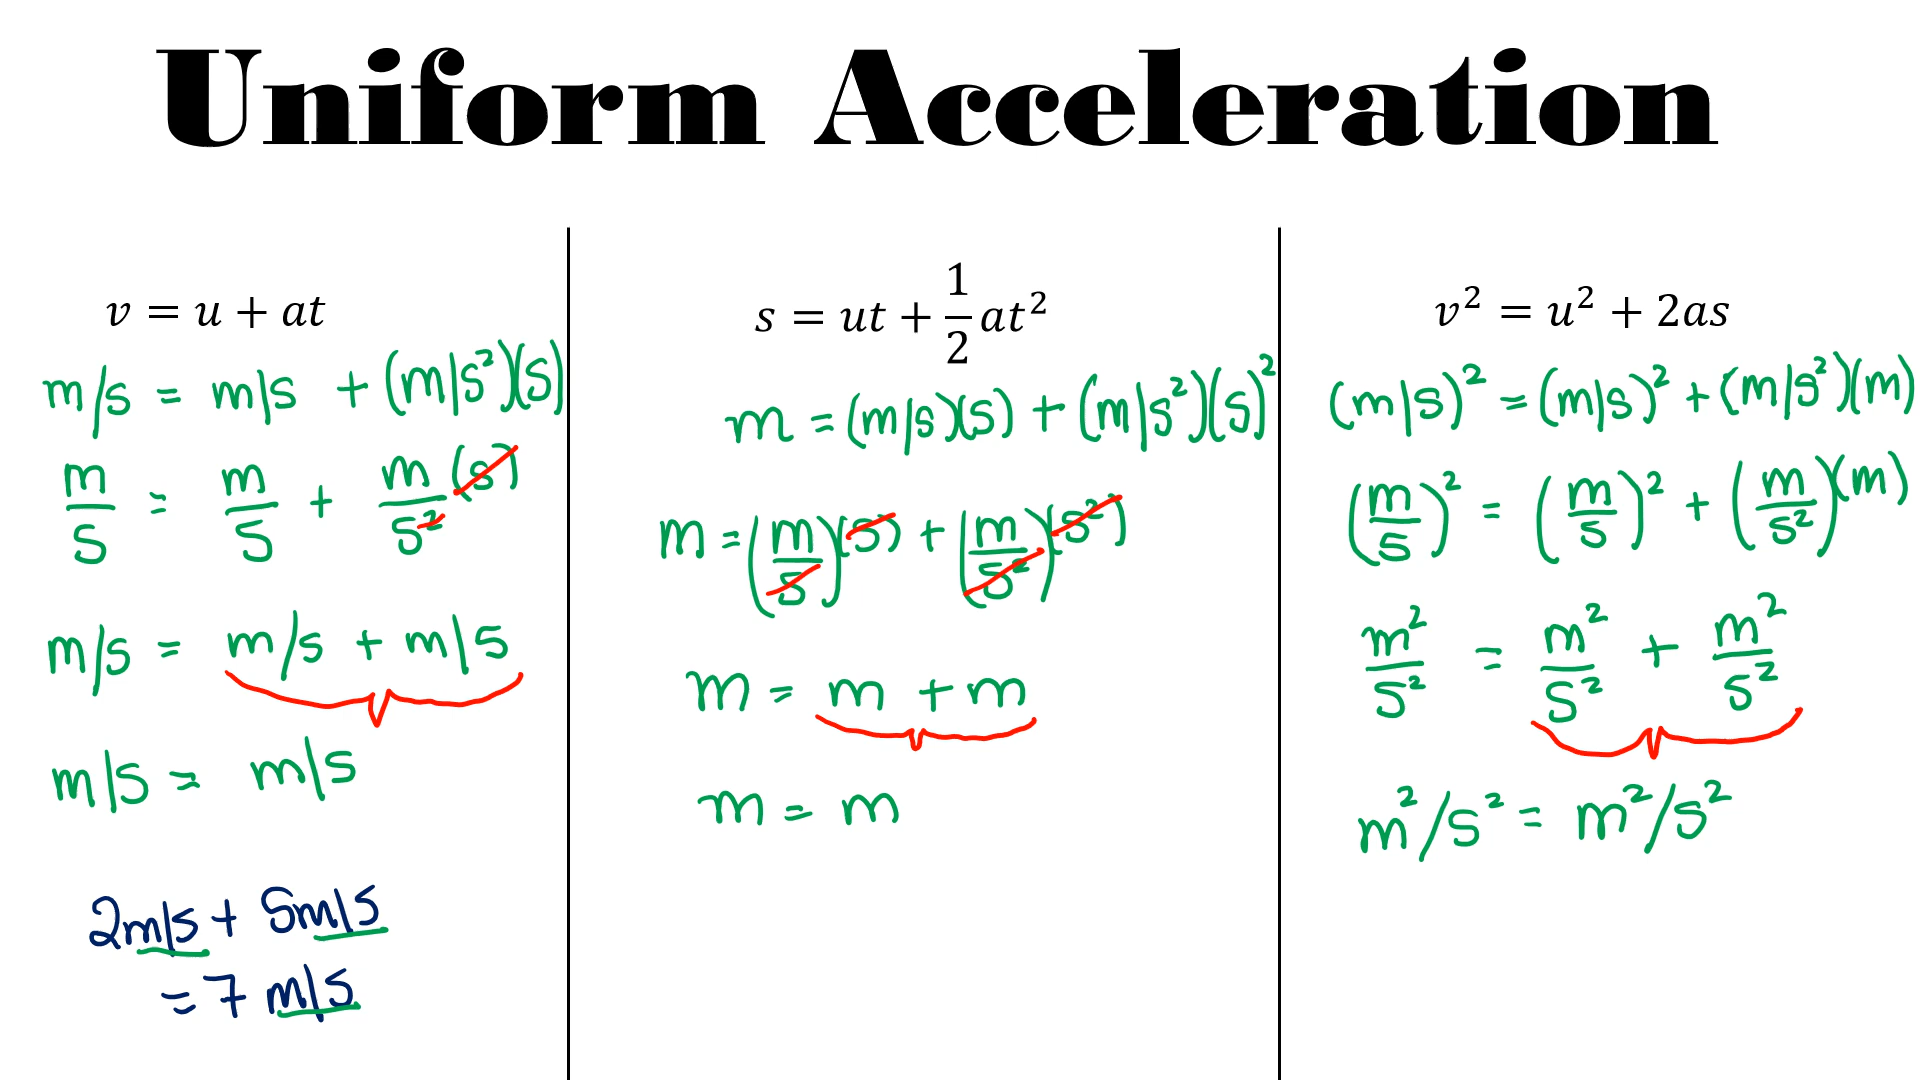 Uniform Acceleration
v = u + at
m/s = m/s + (m/s²)(s)
m/s = m/s + m/s² (s)
m/s = m/s + m/s
m/s = m/s
2m/s + 5m/s
= 7 m/s
s = ut + 1/2 at²
m = (m/s)(s) + (m/s²)(s)²
m = (m/s)(s) + (m/s²)(s²)
m = m + m
m = m
v² = u² + 2as
(m/s)² = (m/s)² + (m/s²)(m)
(m/s)² = (m/s)² + (m/s²)(m)
m²/s² = m²/s² + m²/s²
m²/s² = m²/s²